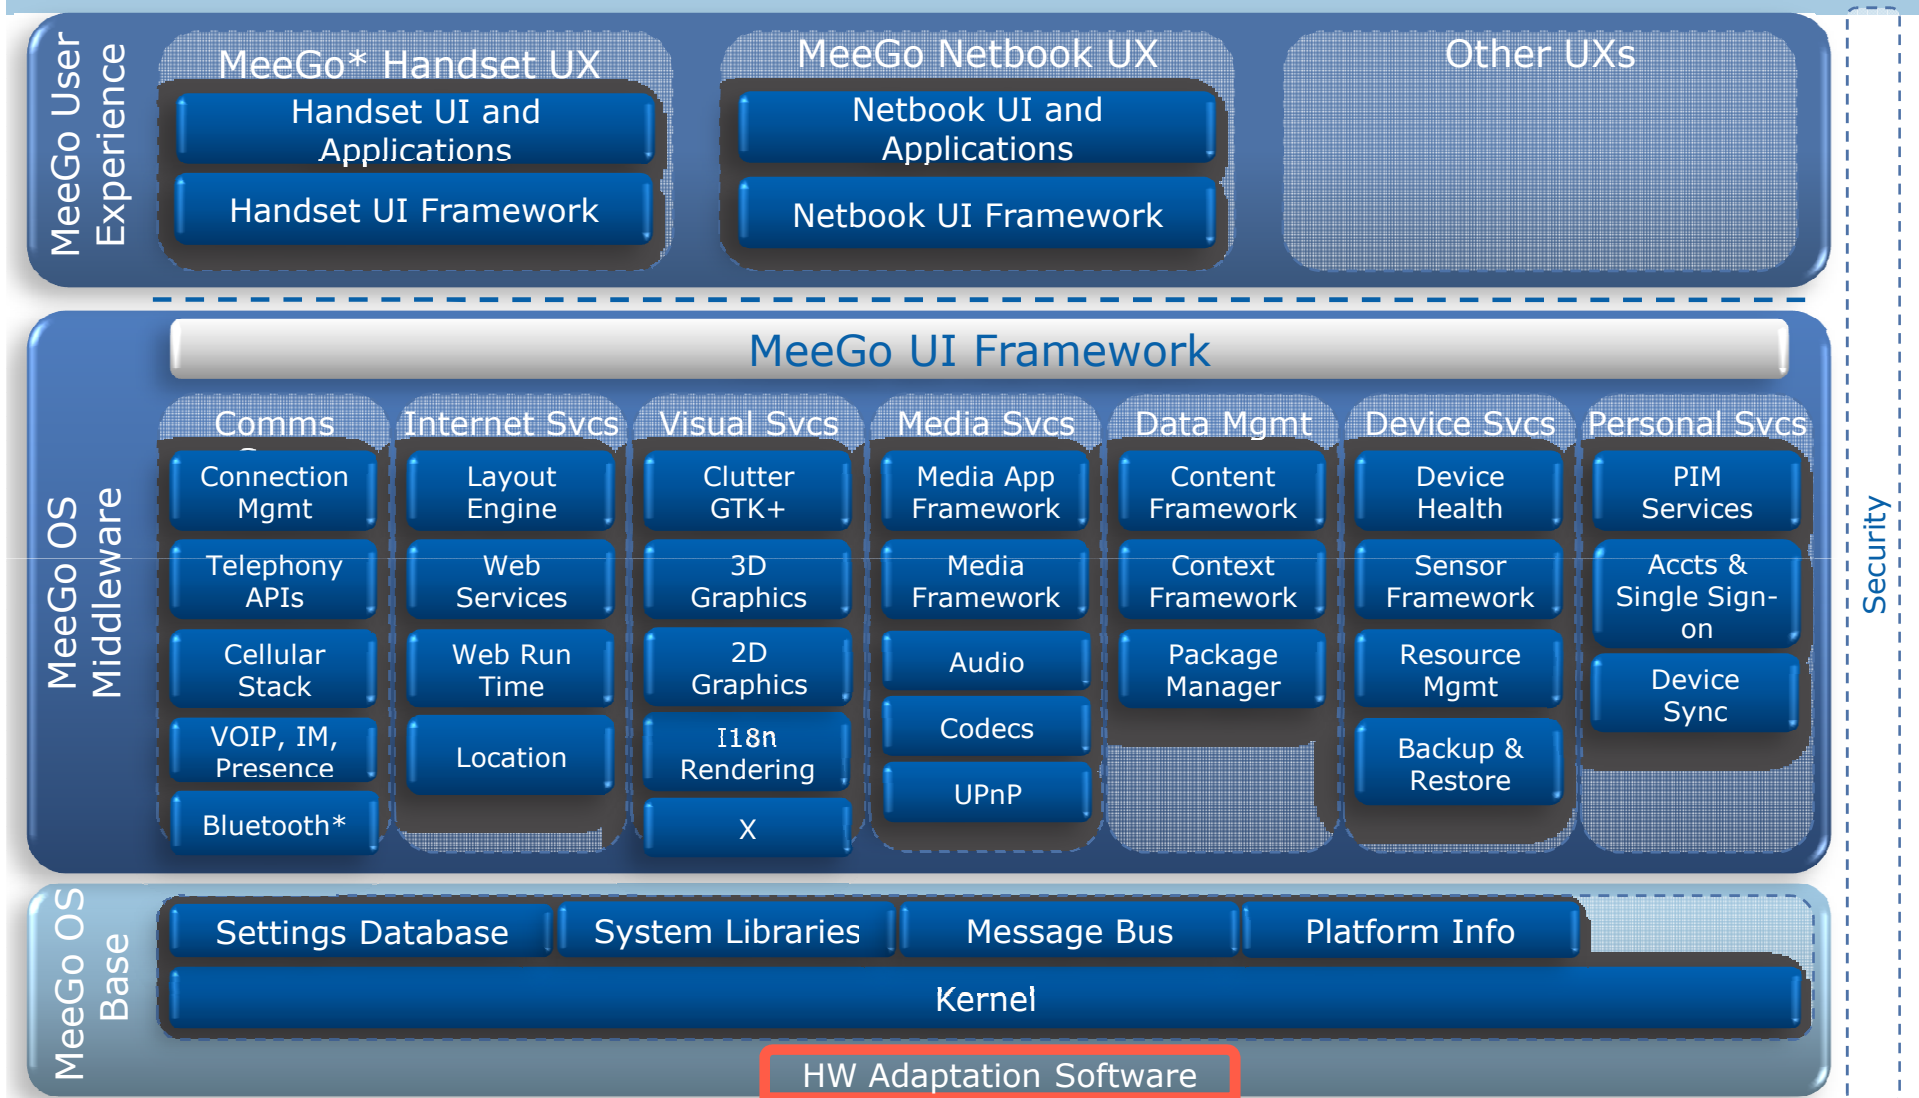 MeeGo User
Experience
MeeGo* Handset UX
Handset UI and
Applications
Handset UI Framework
MeeGo Netbook UX
Netbook UI and
Applications
Netbook UI Framework
Other UXs
MeeGo OS
Middleware
MeeGo UI Framework
Comms
Connection
Mgmt
Telephony
APIs
Cellular
Stack
VOIP, IM,
Presence
Bluetooth*
Internet Svcs
Layout
Engine
Web
Services
Web Run
Time
Location
Visual Svcs
Clutter
GTK+
3D
Graphics
2D
Graphics
I18n
Rendering
X
Media Svcs
Media App
Framework
Media
Framework
Audio
Codecs
UPnP
Data Mgmt
Content
Framework
Context
Framework
Package
Manager
Device Svcs
Device
Health
Sensor
Framework
Resource
Mgmt
Backup &
Restore
Personal Svcs
PIM
Services
Accts &
Single Sign-
on
Device
Sync
MeeGo OS
Base
Settings Database
System Libraries
Message Bus
Platform Info
Kernel
HW Adaptation Software
Security